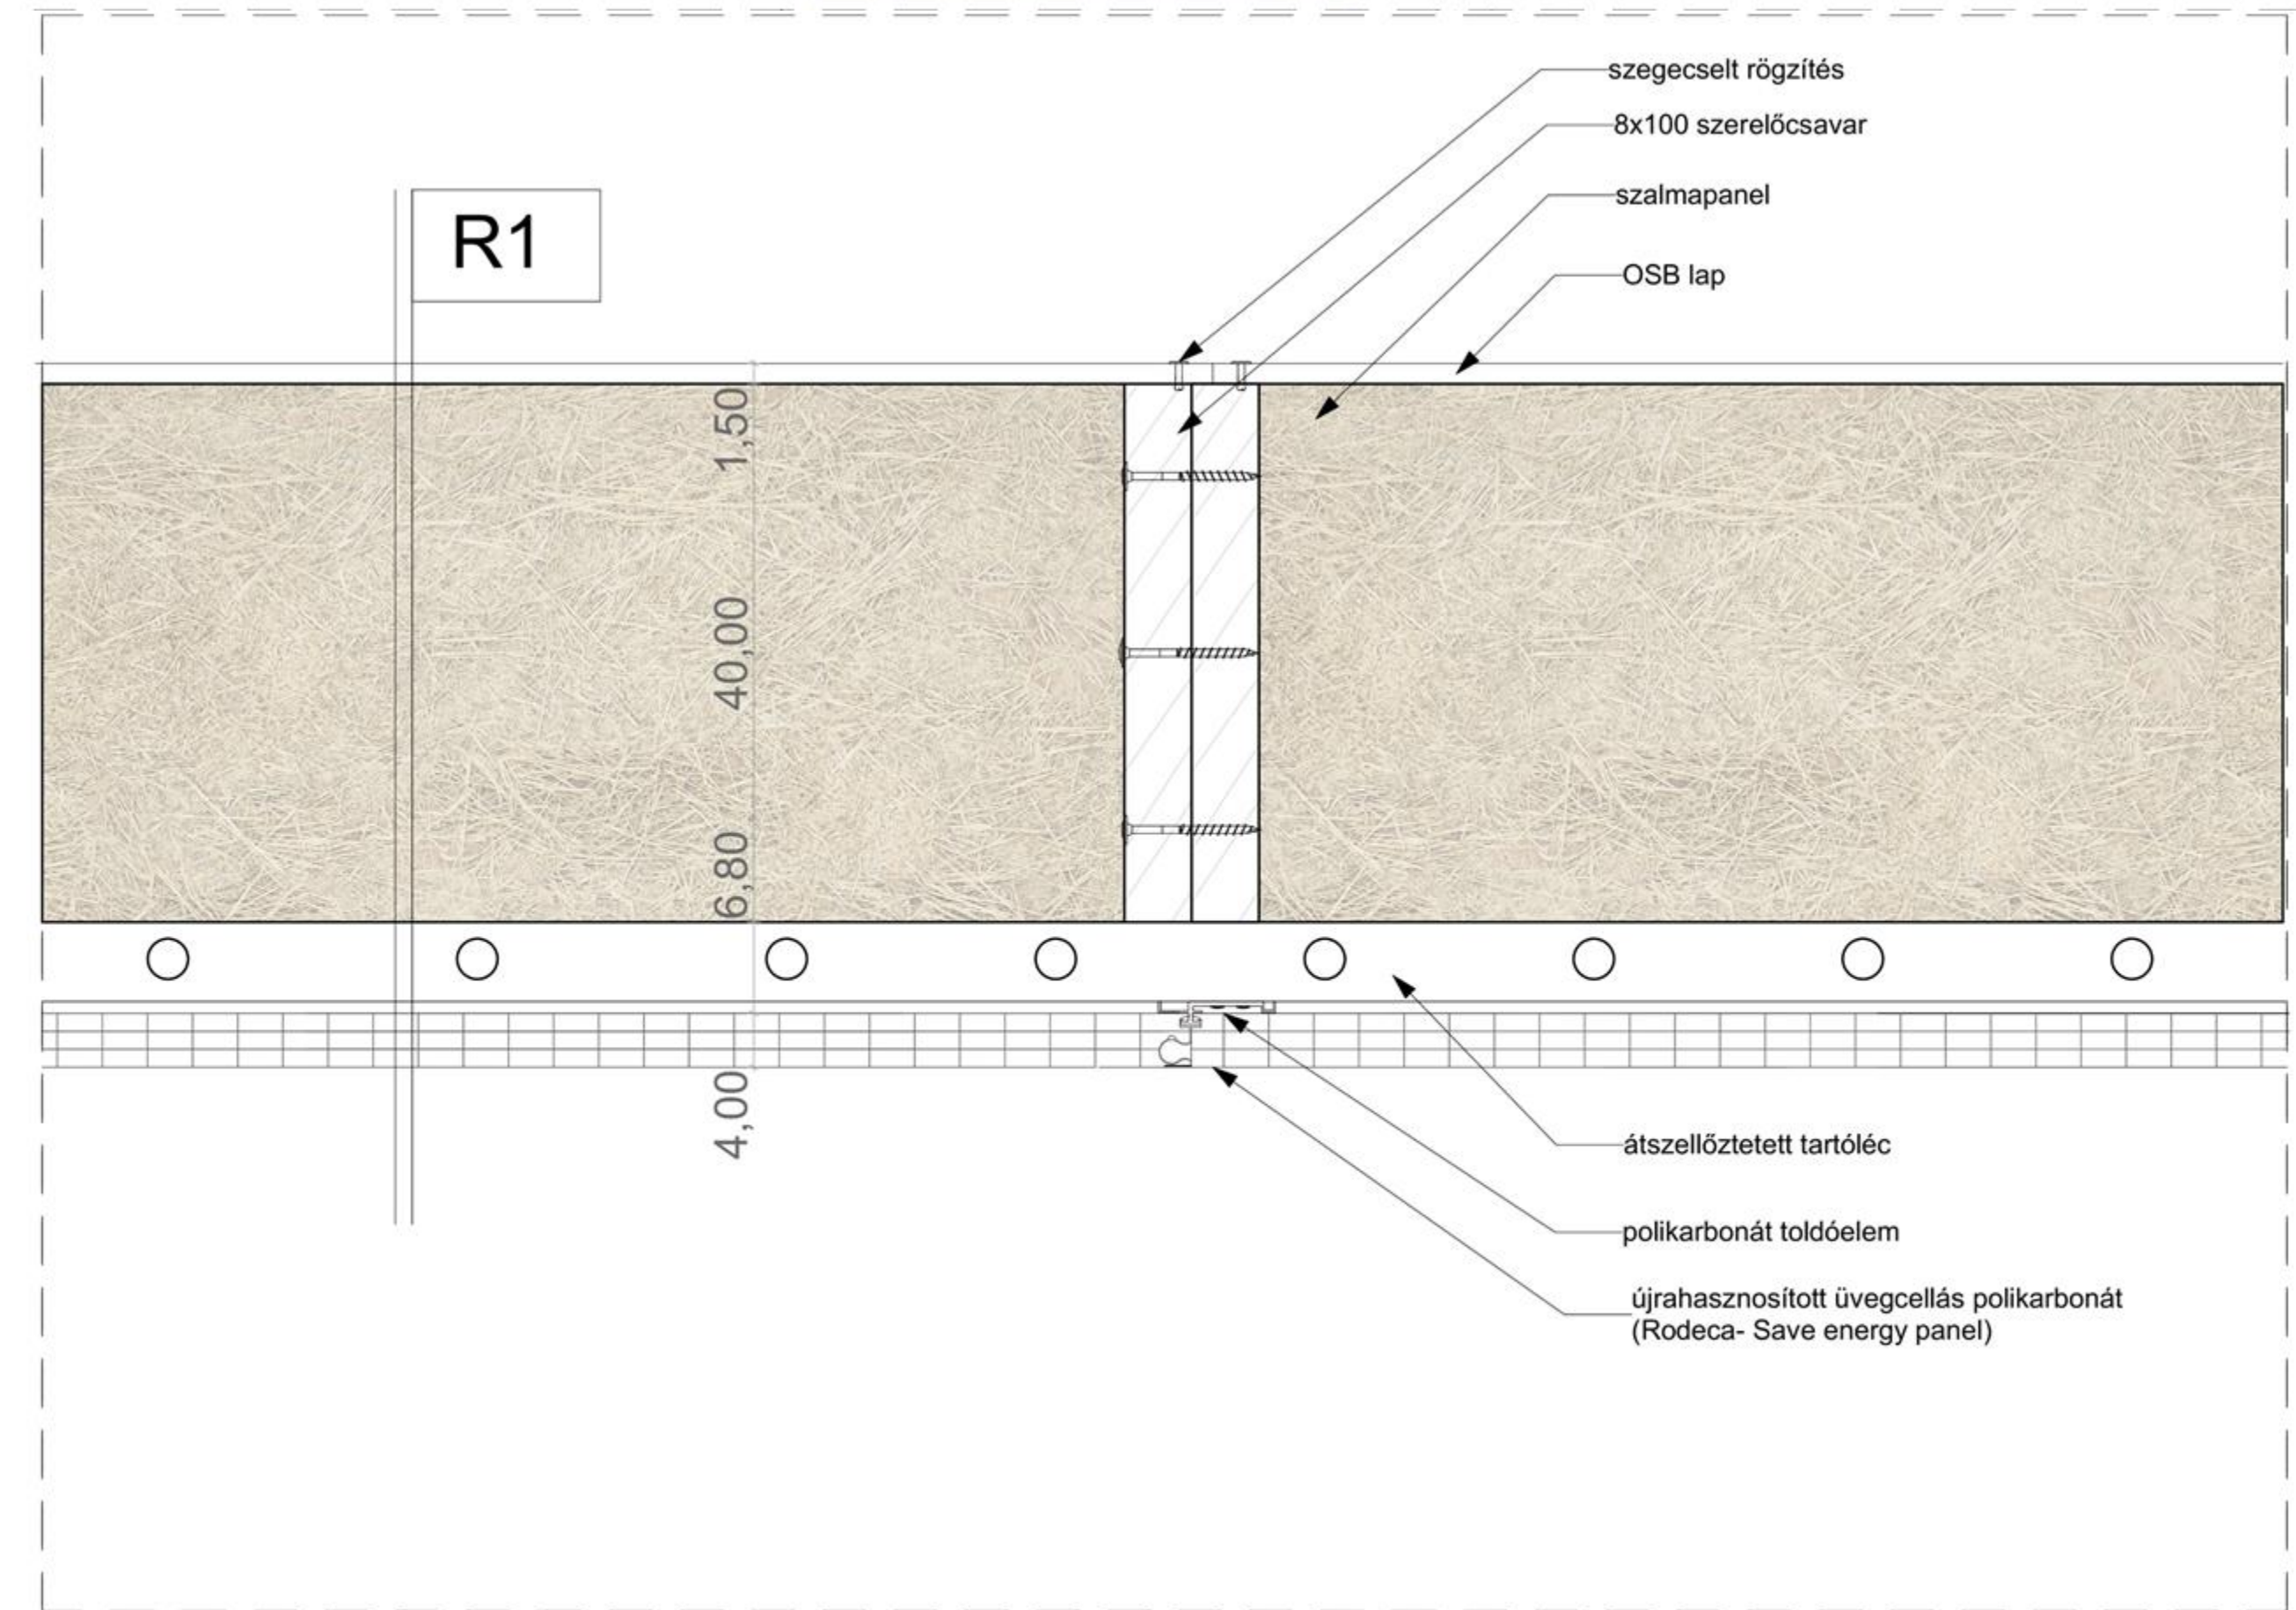 szegecselt rögzítés
8x100 szerelőcsavar
szalmapanel
OSB lap
R1
1,50
40,00
6,80
4,00
átszellőztetett tartóléc
polikarbonát toldóelem
újrahasznosított üvegcellás polikarbonát
(Rodeca- Save energy panel)